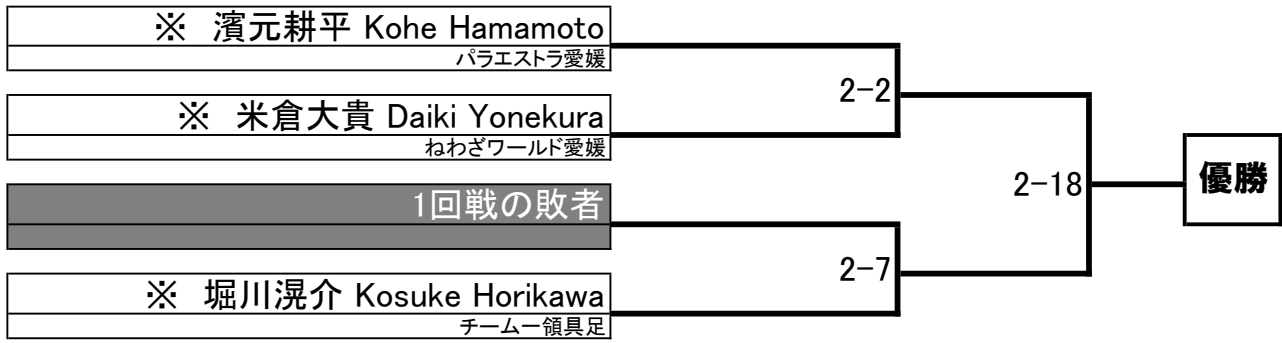 ※ 濱元耕平 Kohe Hamamoto
パラエストラ愛媛
2-2
※ 米倉大貴 Daiki Yonekura
ねわざワールド愛媛
2-18
優勝
1回戦の敗者
2-7
※ 堀川滉介 Kosuke Horikawa
チーム一領具足